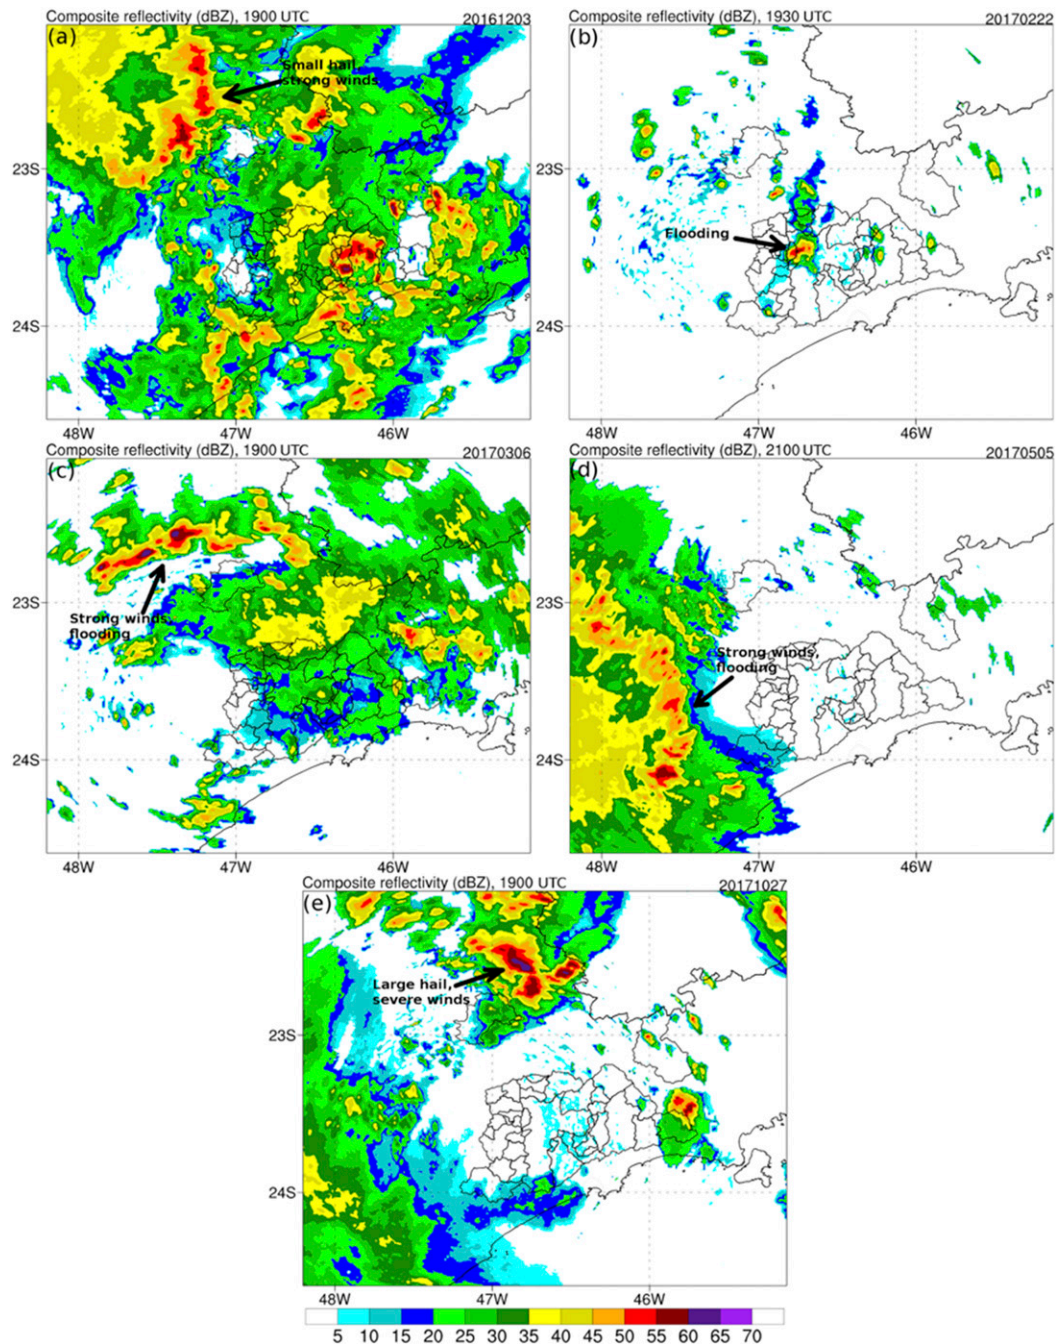 Composite reflectivity (dBZ), 1900 UTC 20161203
(a)
Small hail,
strong winds
23S
24S
48W 47W 46W
Composite reflectivity (dBZ), 1930 UTC 20170222
(b)
Flooding
23S
24S
48W 47W 46W
Composite reflectivity (dBZ), 1900 UTC 20170306
(c)
Strong winds,
flooding
23S
24S
48W 47W 46W
Composite reflectivity (dBZ), 2100 UTC 20170505
(d)
Strong winds,
flooding
23S
24S
48W 47W 46W
Composite reflectivity (dBZ), 1900 UTC 20171027
(e)
Large hail,
severe winds
23S
24S
48W 47W 46W
5 10 15 20 25 30 35 40 45 50 55 60 65 70